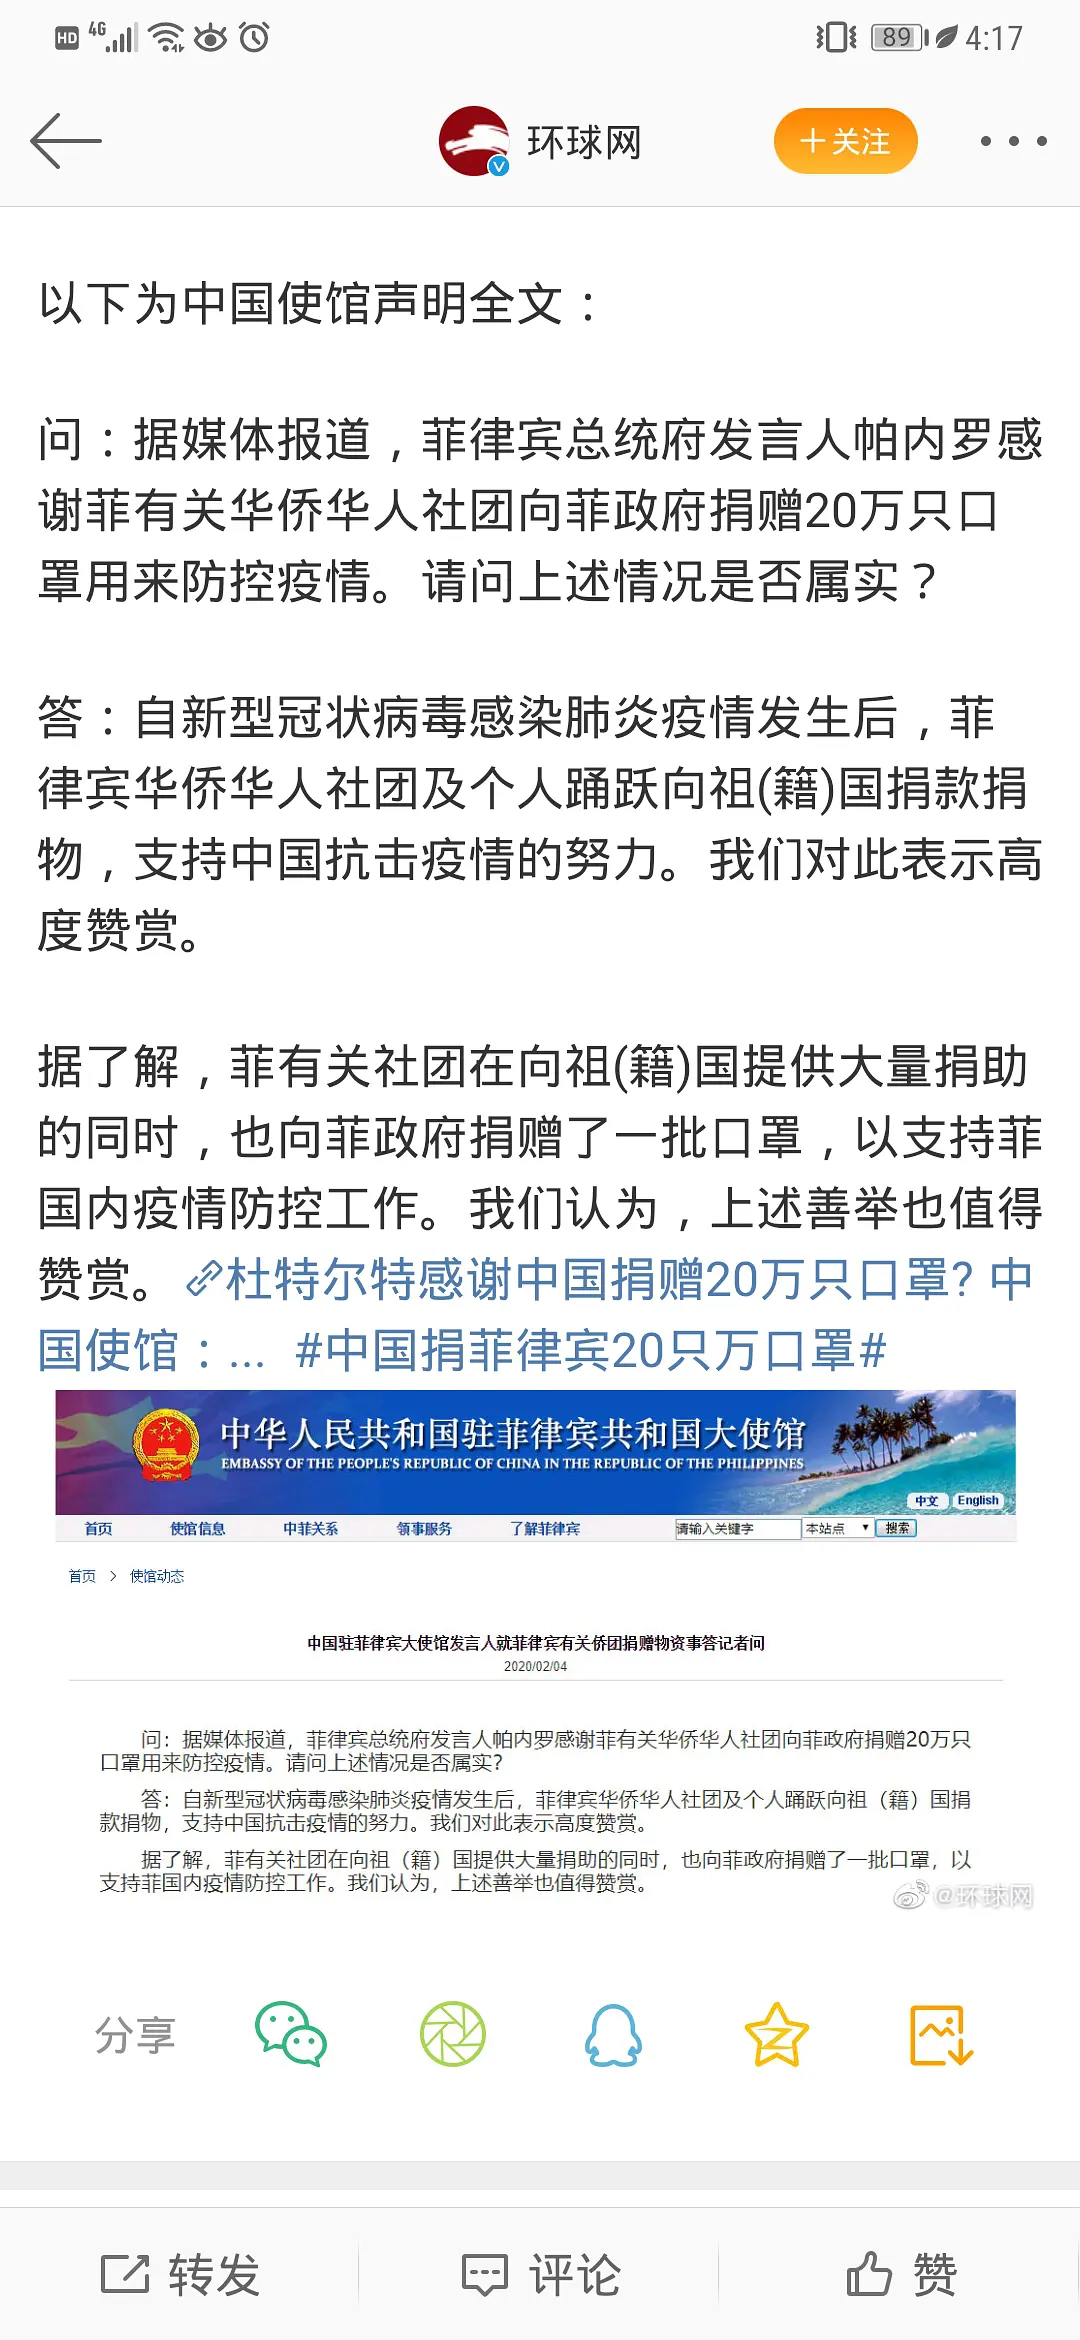 HD 4G 89 4:17
环球网 +关注
以下为中国使馆声明全文：
问：据媒体报道，菲律宾总统府发言人帕内罗感
谢菲有关华侨华人社团向菲政府捐赠20万只口
罩用来防控疫情。请问上述情况是否属实？
答：自新型冠状病毒感染肺炎疫情发生后，菲
律宾华侨华人社团及个人踊跃向祖(籍)国捐款捐
物，支持中国抗击疫情的努力。我们对此表示高
度赞赏。
据了解，菲有关社团在向祖(籍)国提供大量捐助
的同时，也向菲政府捐赠了一批口罩，以支持菲
国内疫情防控工作。我们认为，上述善举也值得
赞赏。杜特尔特感谢中国捐赠20万只口罩? 中
国使馆：... #中国捐菲律宾20只万口罩#
中华人民共和国驻菲律宾共和国大使馆
EMBASSY OF THE PEOPLE'S REPUBLIC OF CHINA IN THE REPUBLIC OF THE PHILIPPINES
中文 English
首页 使馆信息 中菲关系 领事服务 了解菲律宾 请输入关键字 本站点 搜索
首页 > 使馆动态
中国驻菲律宾大使馆发言人就菲律宾有关侨团捐赠物资事答记者问
2020/02/04
问：据媒体报道，菲律宾总统府发言人帕内罗感谢菲有关华侨华人社团向菲政府捐赠20万只
口罩用来防控疫情。请问上述情况是否属实？
答：自新型冠状病毒感染肺炎疫情发生后，菲律宾华侨华人社团及个人踊跃向祖（籍）国捐
款捐物，支持中国抗击疫情的努力。我们对此表示高度赞赏。
据了解，菲有关社团在向祖（籍）国提供大量捐助的同时，也向菲政府捐赠了一批口罩，以
支持菲国内疫情防控工作。我们认为，上述善举也值得赞赏。
@环球网
分享
转发 评论 赞